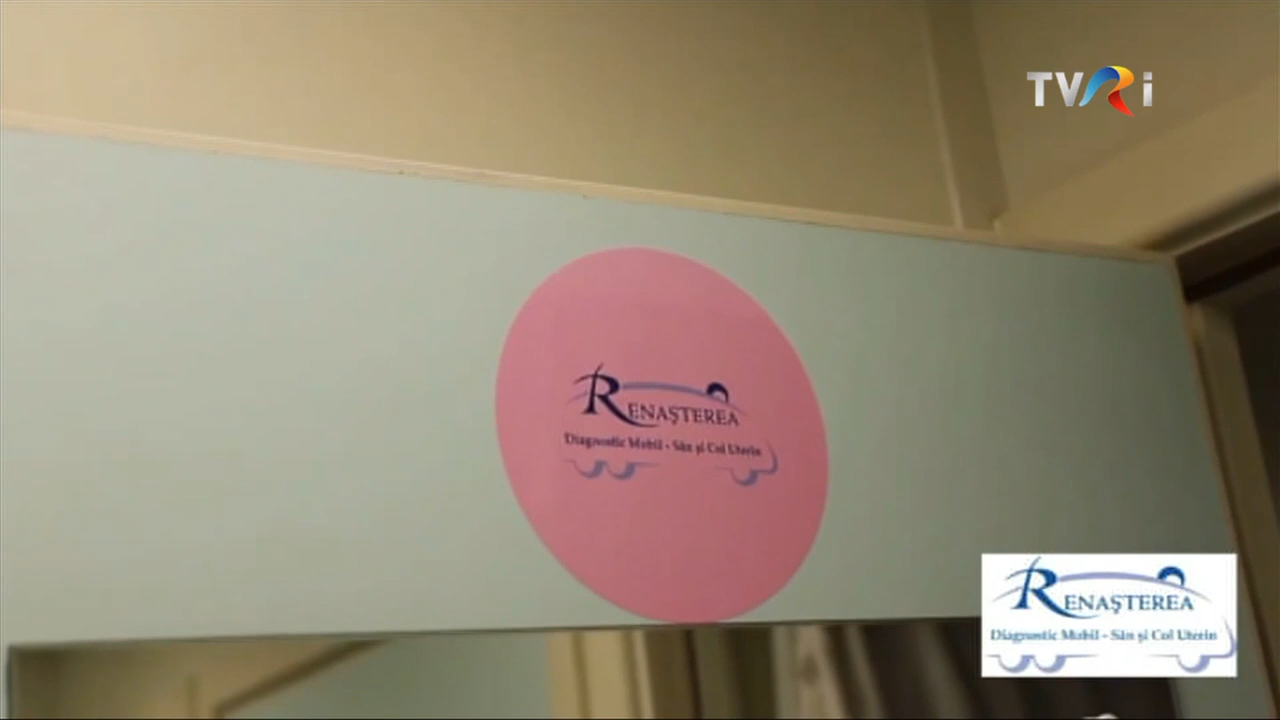 TVRi
RENAȘTEREA
Diagnostic Mobil - Sân și Col Uterin
RENAȘTEREA
Diagnostic Mobil - Sân și Col Uterin